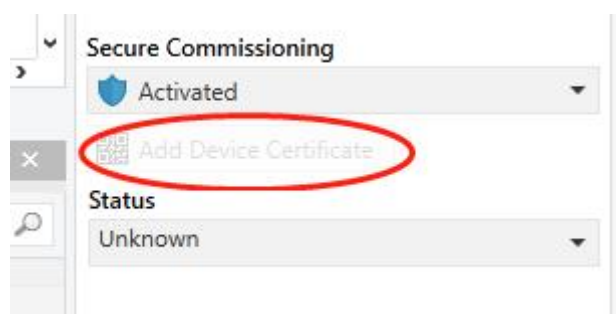 Secure Commissioning
Activated
Add Device Certificate
Status
Unknown